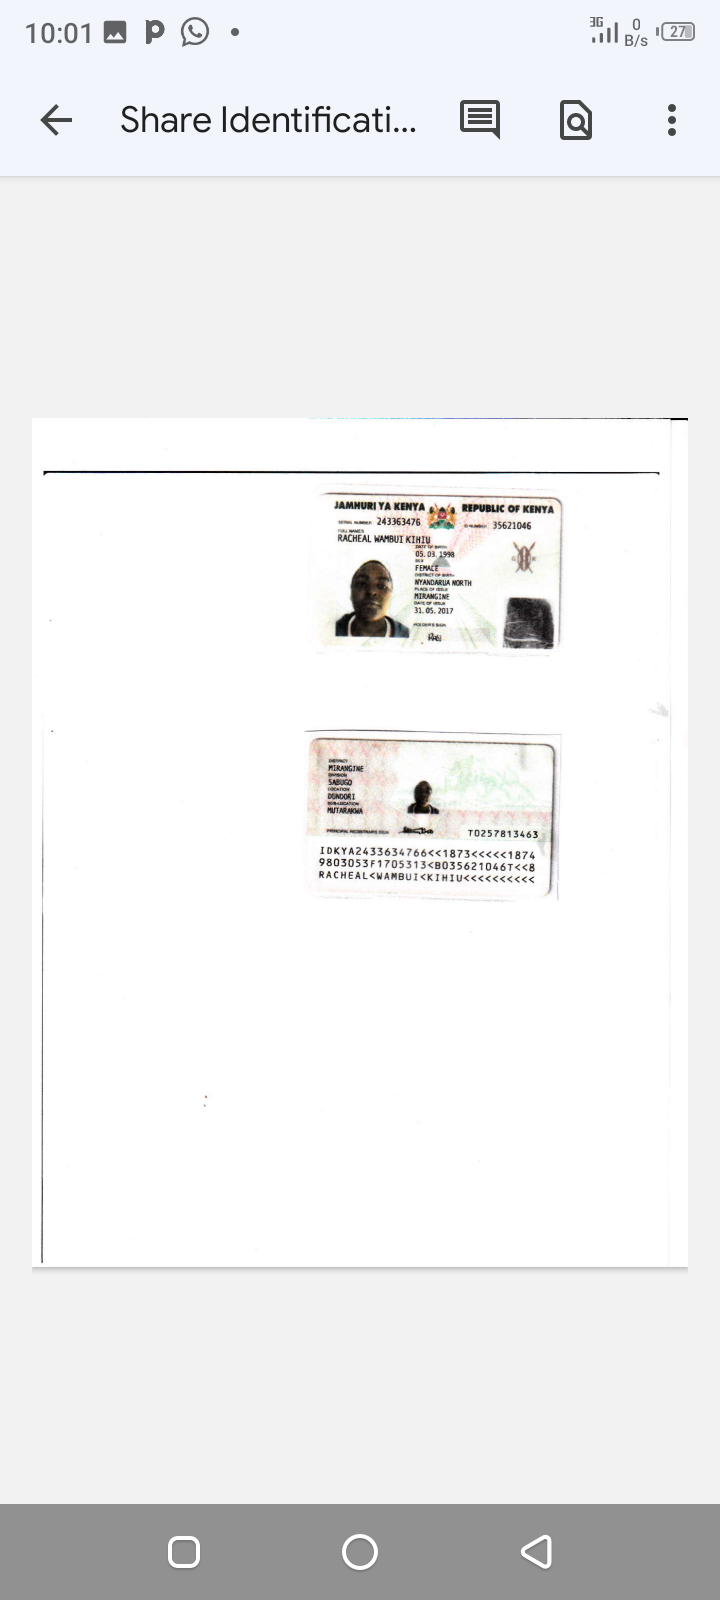 10:01
3G 0 B/s 27
Share Identificati...
JAMHURI YA KENYA REPUBLIC OF KENYA
SERIAL NUMBER: 243363476 ID NUMBER: 35621046
FULL NAMES
RACHEAL WAMBUI KIHIU
DATE OF BIRTH
05.03.1998
SEX
FEMALE
DISTRICT OF BIRTH
NYANDARUA NORTH
PLACE OF ISSUE
MIRANGINE
DATE OF ISSUE
31.05.2017
HOLDER'S SIGN.
DISTRICT
MIRANGINE
DIVISION
SABUGO
LOCATION
DUNDORI
SUB-LOCATION
MUTARAKWA
PRINCIPAL REGISTRAR'S SIGN. T0257813463
IDKYA2433634766<<1873<<<<<1874
9803053F1705313<B035621046T<<8
RACHEAL<WAMBUI<KIHIU<<<<<<<<<<